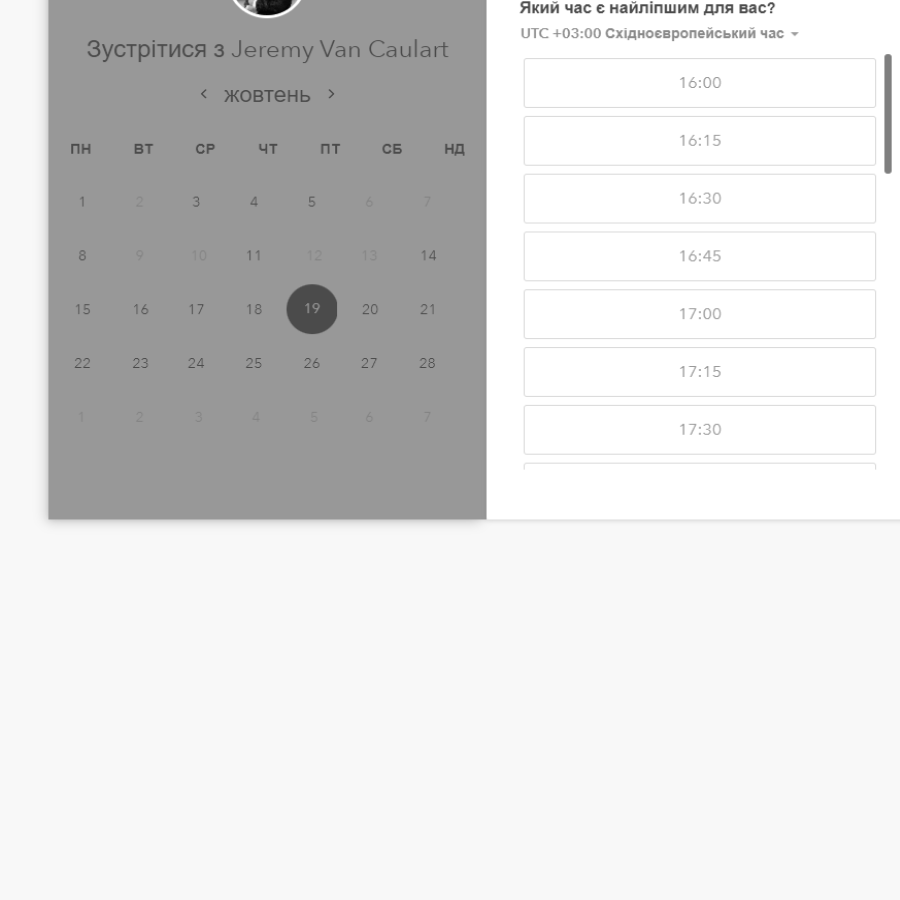 Зустрітися з Jeremy Van Caulart
< жовтень >
ПН ВТ СР ЧТ ПТ СБ НД
1 2 3 4 5 6 7
8 9 10 11 12 13 14
15 16 17 18 19 20 21
22 23 24 25 26 27 28
1 2 3 4 5 6 7
Який час є найліпшим для вас?
UTC +03:00 Східноєвропейський час
16:00
16:15
16:30
16:45
17:00
17:15
17:30